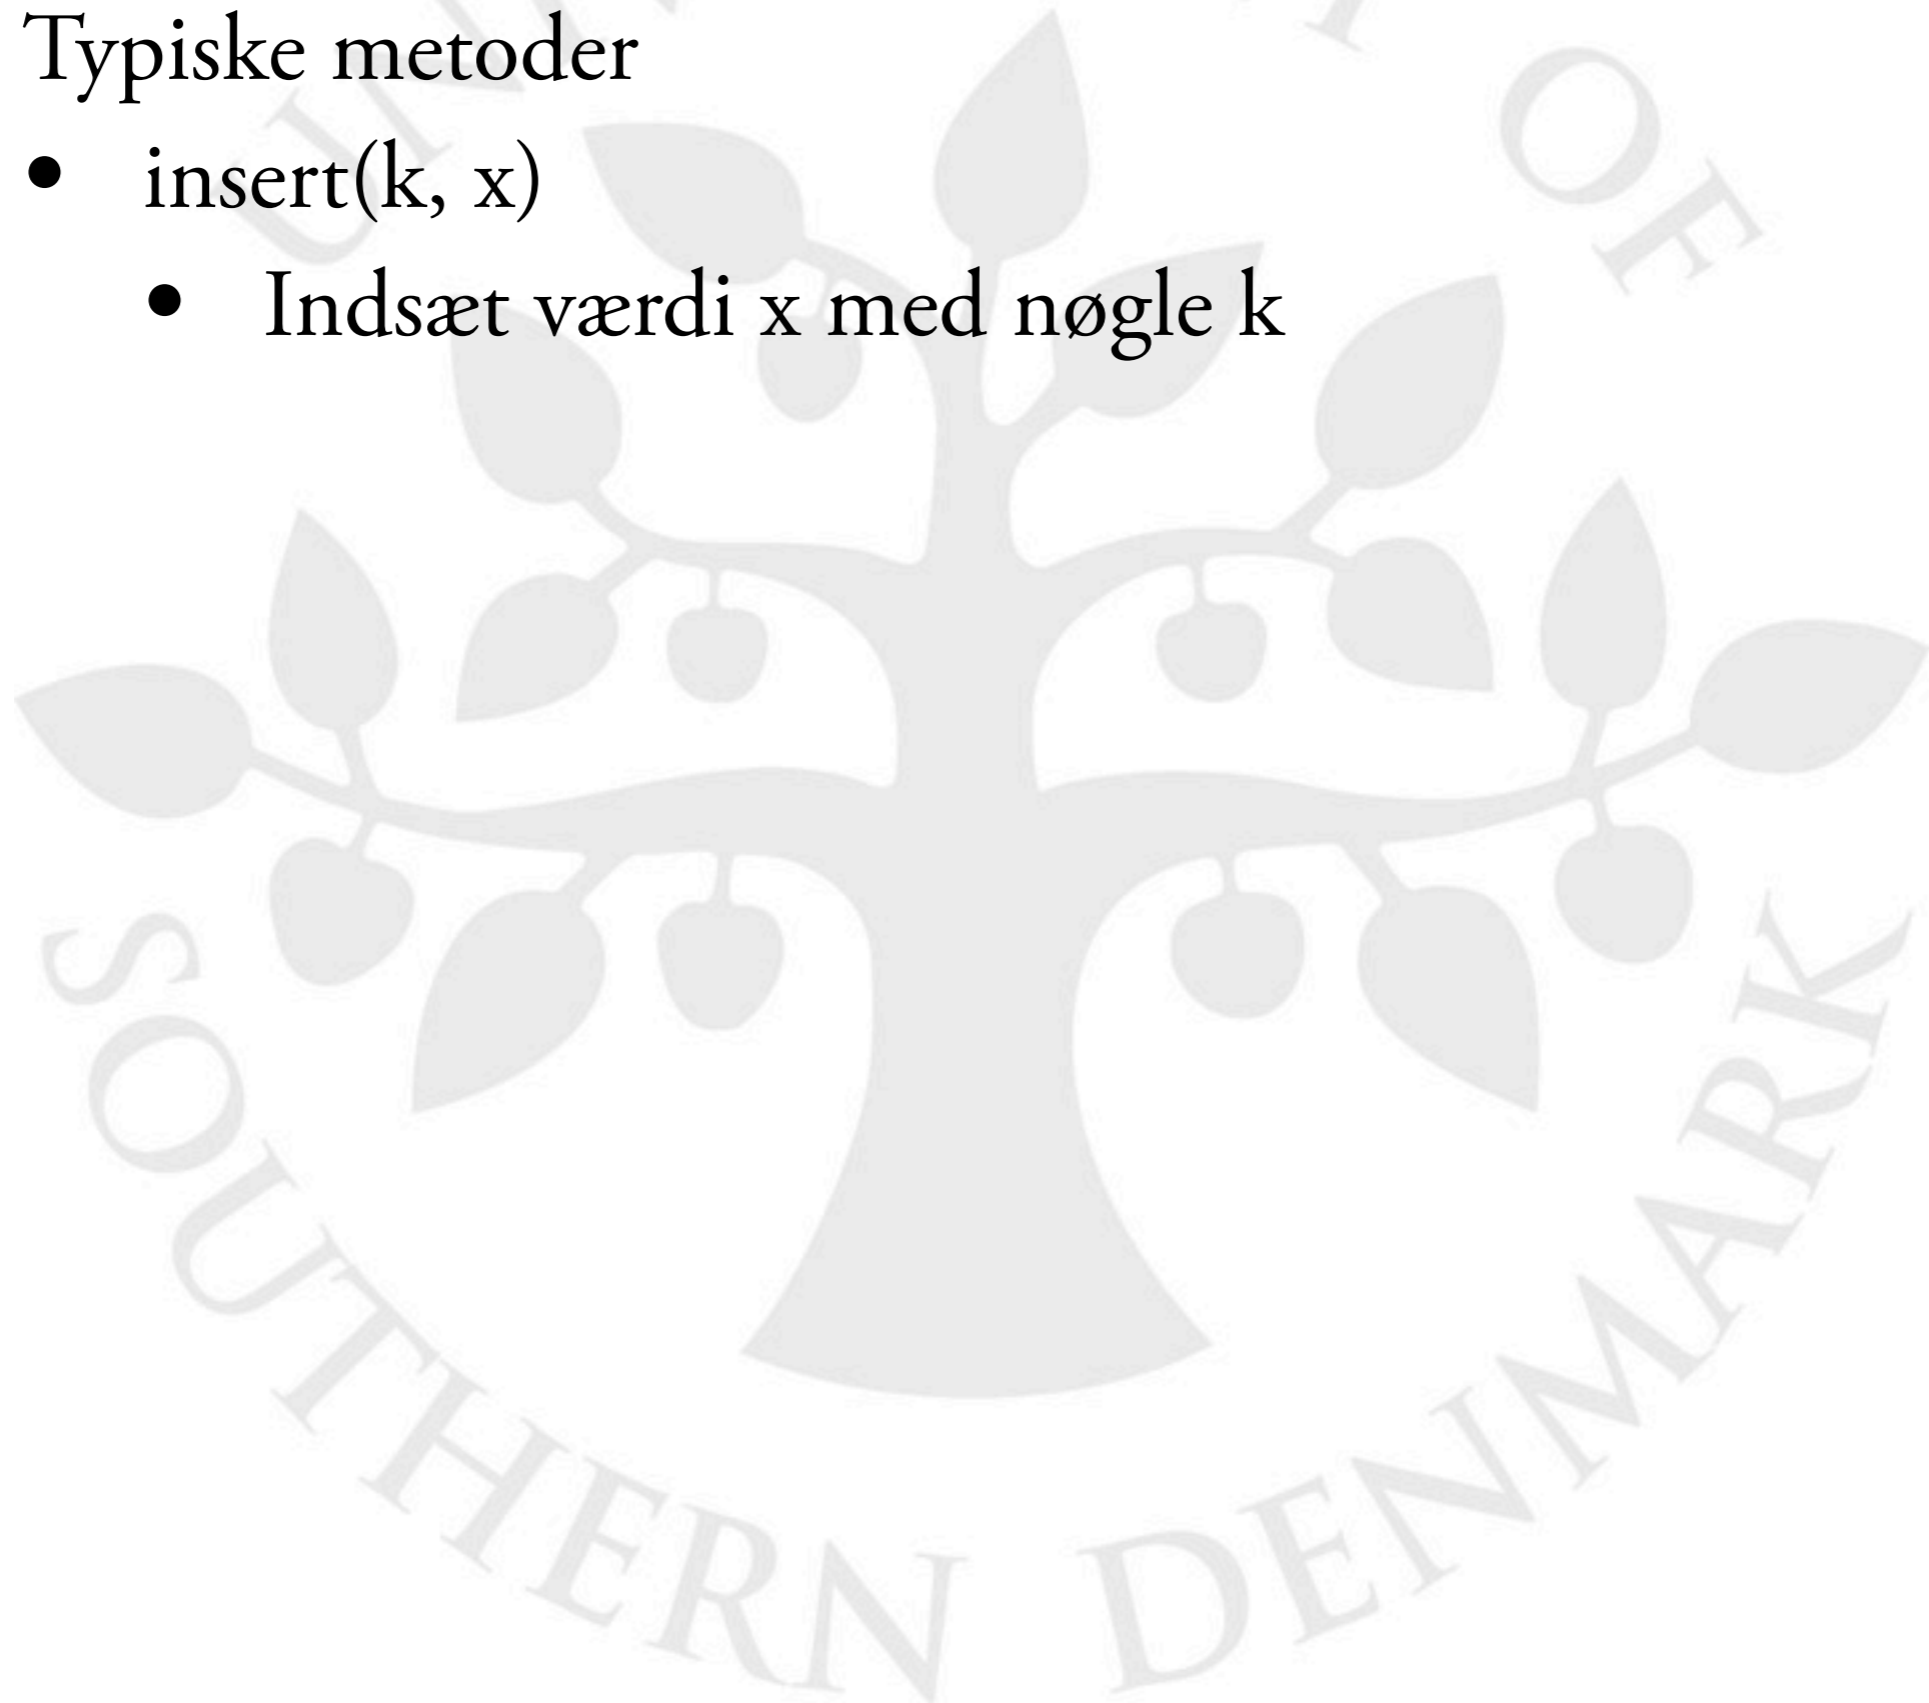 Typiske metoder
• insert(k, x)
• Indsæt værdi x med nøgle k
OF
SOUTHERN DENMARK